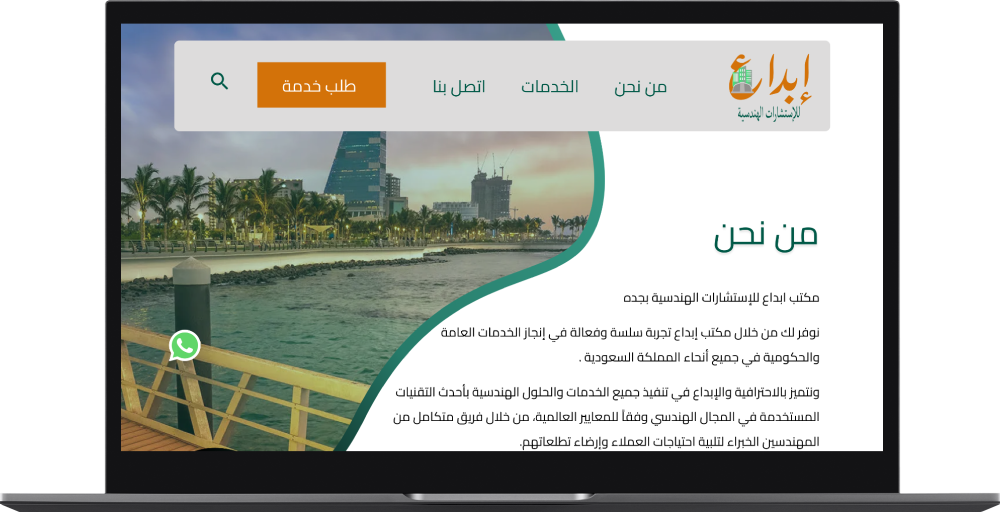 إبداع
للإستشارات الهندسية
من نحن
الخدمات
اتصل بنا
طلب خدمة
من نحن
مكتب ابداع للإستشارات الهندسية بجده
نوفر لك من خلال مكتب إبداع تجربة سلسة وفعالة في إنجاز الخدمات العامة
والحكومية في جميع أنحاء المملكة السعودية .
ونتميز بالاحترافية والإبداع في تنفيذ جميع الخدمات والحلول الهندسية بأحدث التقنيات
المستخدمة في المجال الهندسي وفقاً للمعايير العالمية، من خلال فريق متكامل من
المهندسين الخبراء لتلبية احتياجات العملاء وإرضاء تطلعاتهم.